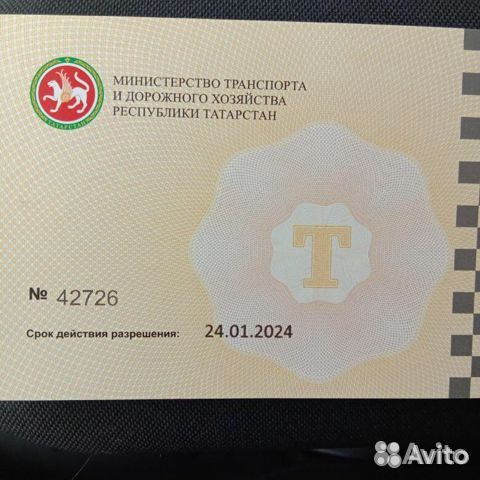 МИНИСТЕРСТВО ТРАНСПОРТА
И ДОРОЖНОГО ХОЗЯЙСТВА
РЕСПУБЛИКИ ТАТАРСТАН
ТАТАРСТАН
Т
№ 42726
Срок действия разрешения: 24.01.2024
Avito